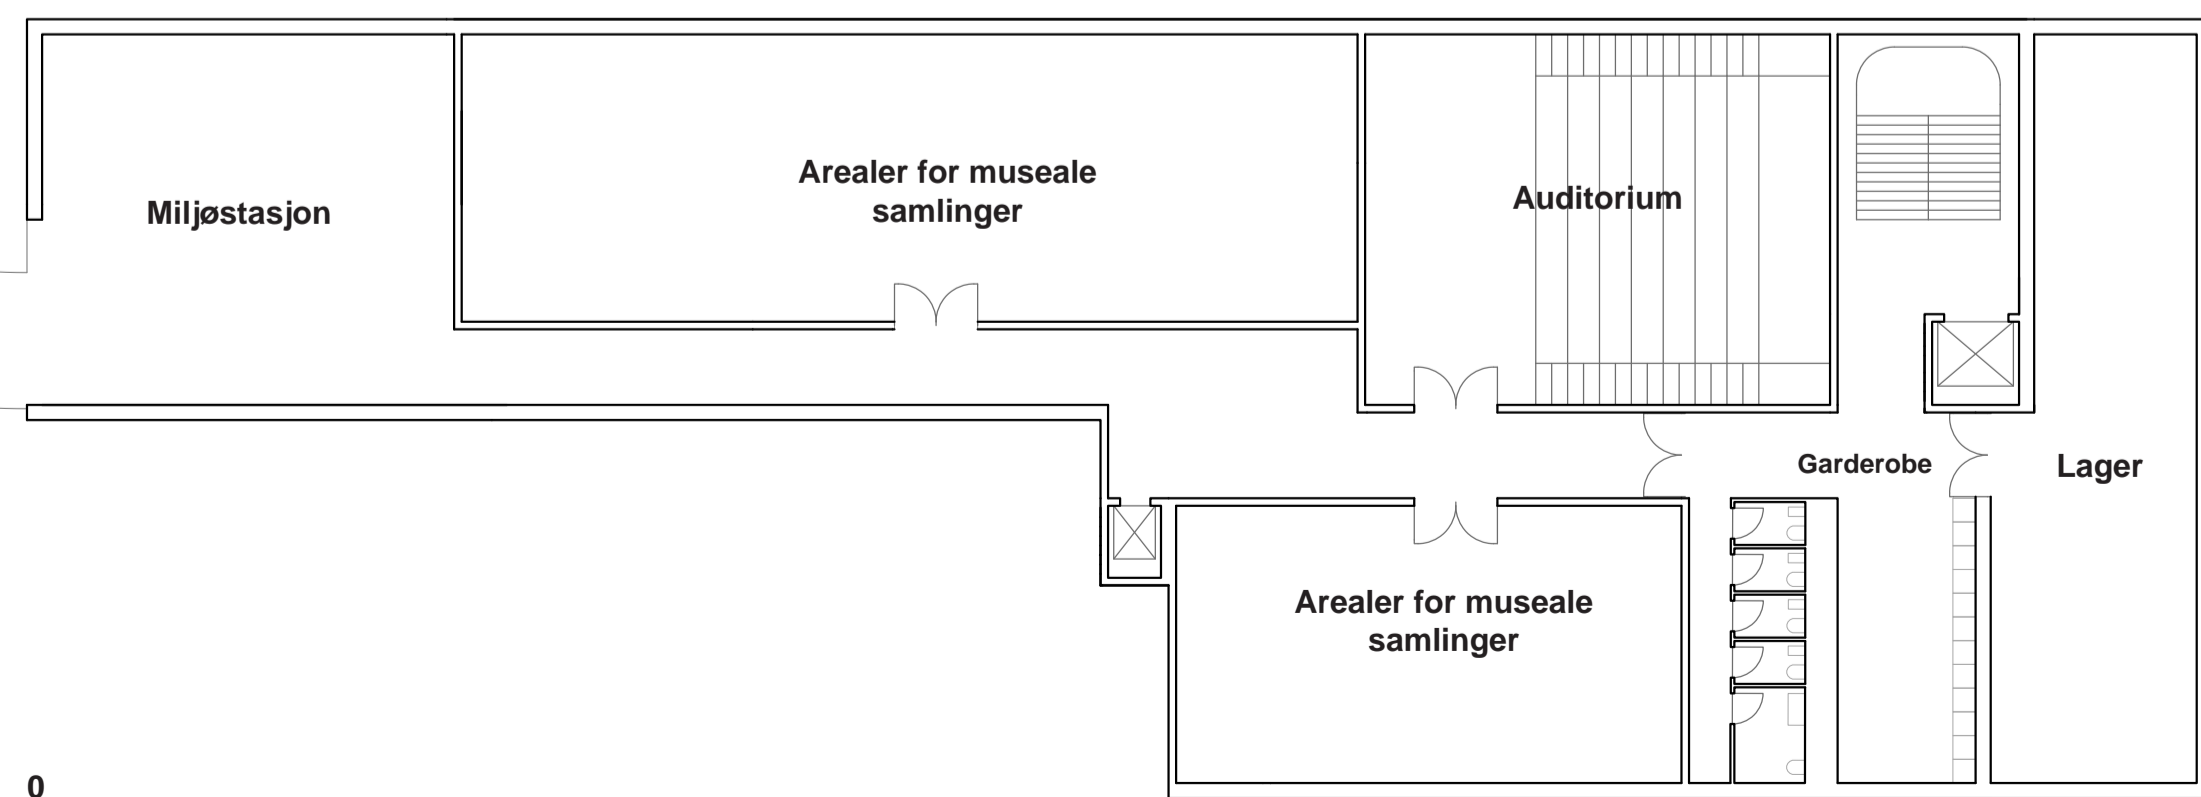 Miljøstasjon
Arealer for museale
samlinger
Auditorium
Garderobe
Lager
Arealer for museale
samlinger
0